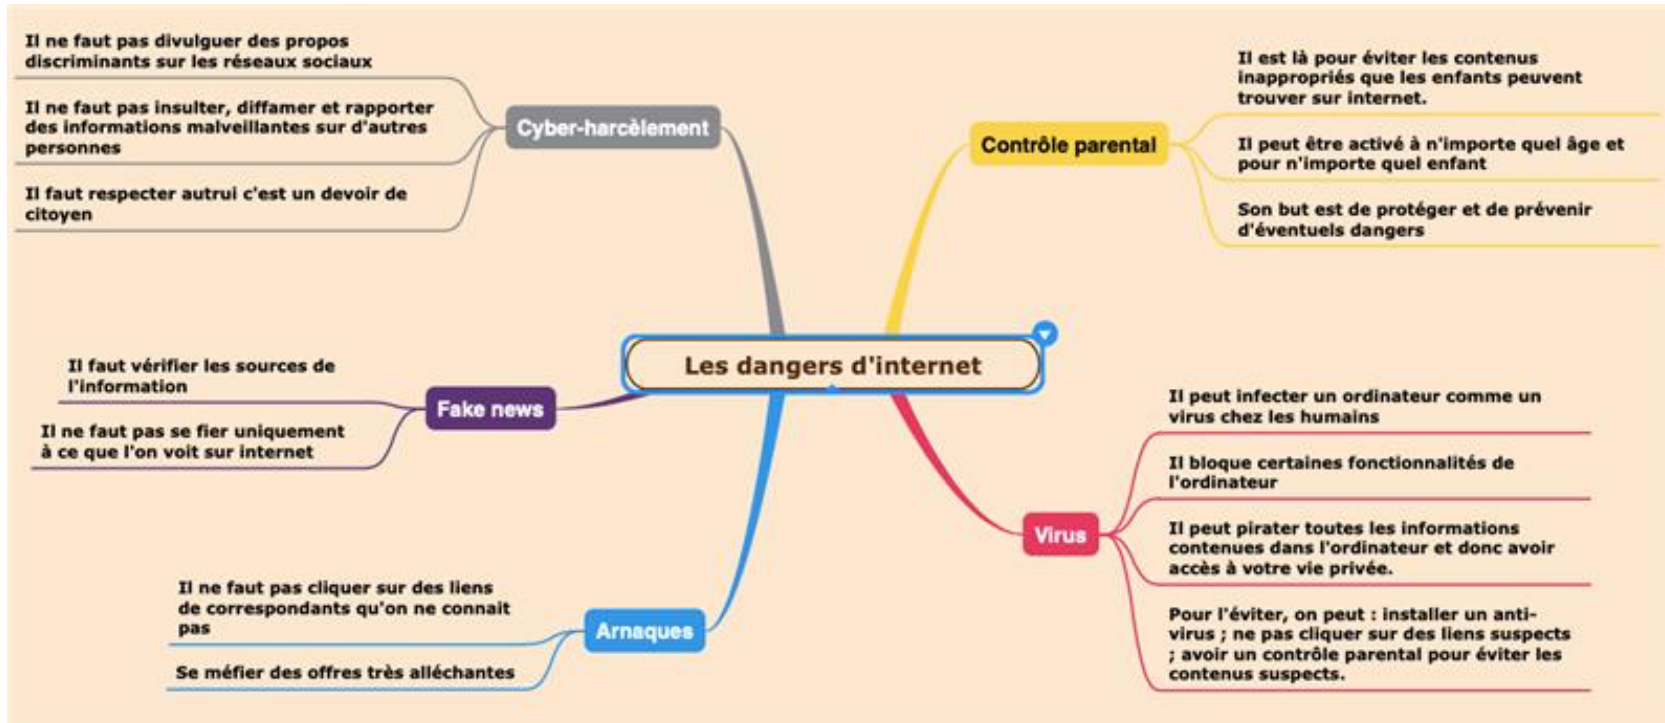 Il ne faut pas divulguer des propos
discriminants sur les réseaux sociaux
Il ne faut pas insulter, diffamer et rapporter
des informations malveillantes sur d'autres
personnes
Il faut respecter autrui c'est un devoir de
citoyen
Cyber-harcèlement
Contrôle parental
Il est là pour éviter les contenus
inappropriés que les enfants peuvent
trouver sur internet.
Il peut être activé à n'importe quel âge et
pour n'importe quel enfant
Son but est de protéger et de prévenir
d'éventuels dangers
Les dangers d'internet
Il faut vérifier les sources de
l'information
Il ne faut pas se fier uniquement
à ce que l'on voit sur internet
Fake news
Virus
Il peut infecter un ordinateur comme un
virus chez les humains
Il bloque certaines fonctionnalités de
l'ordinateur
Il peut pirater toutes les informations
contenues dans l'ordinateur et donc avoir
accès à votre vie privée.
Pour l'éviter, on peut : installer un anti-
virus ; ne pas cliquer sur des liens suspects
; avoir un contrôle parental pour éviter les
contenus suspects.
Il ne faut pas cliquer sur des liens
de correspondants qu'on ne connait
pas
Se méfier des offres très alléchantes
Arnaques